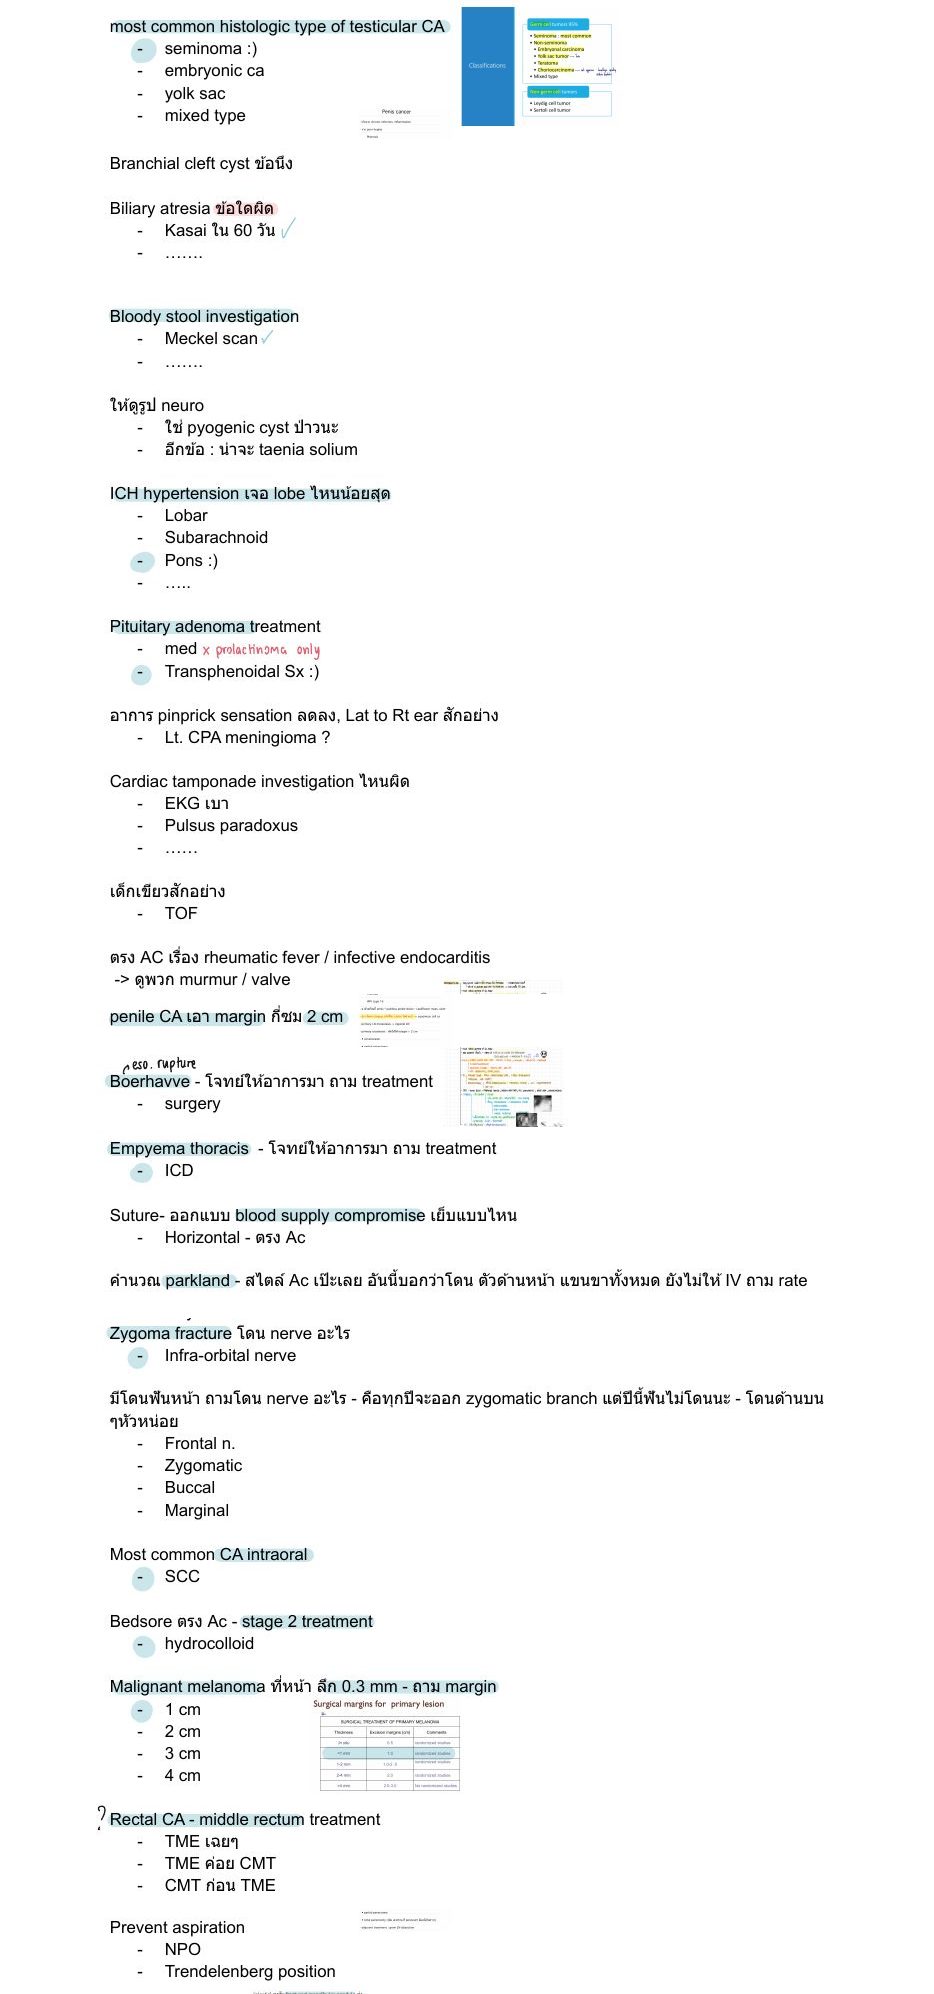 most common histologic type of testicular CA
- seminoma :)
- embryonic ca
- yolk sac
- mixed type
Classifications
Germ cell tumors 95%
• Seminoma : most common
• Non-seminoma
• Embryonal carcinoma
• Yolk sac tumor
• Teratoma
• Choriocarcinoma
• Mixed type
Non germ cell tumors
• Leydig cell tumor
• Sertoli cell tumor
Penis cancer
Branchial cleft cyst ข้อนึง
Biliary atresia ข้อใดผิด
- Kasai ใน 60 วัน ✓
- …….
Bloody stool investigation
- Meckel scan ✓
- …….
ให้ดูรูป neuro
- ใช่ pyogenic cyst ป่าวนะ
- อีกข้อ : น่าจะ taenia solium
ICH hypertension เจอ lobe ไหนน้อยสุด
- Lobar
- Subarachnoid
- Pons :)
- …..
Pituitary adenoma treatment
- med x prolactinoma only
- Transphenoidal Sx :)
อาการ pinprick sensation ลดลง, Lat to Rt ear สักอย่าง
- Lt. CPA meningioma ?
Cardiac tamponade investigation ไหนผิด
- EKG เบา
- Pulsus paradoxus
- ……
เด็กเขียวสักอย่าง
- TOF
ตรง AC เรื่อง rheumatic fever / infective endocarditis
-> ดูพวก murmur / valve
penile CA เอา margin กี่ซม 2 cm
eso. rupture
Boerhavve - โจทย์ให้อาการมา ถาม treatment
- surgery
Empyema thoracis - โจทย์ให้อาการมา ถาม treatment
- ICD
Suture- ออกแบบ blood supply compromise เย็บแบบไหน
- Horizontal - ตรง Ac
คำนวณ parkland - สไตล์ Ac เป๊ะเลย อันนี้บอกว่าโดน ตัวด้านหน้า แขนขาทั้งหมด ยังไม่ให้ IV ถาม rate
Zygoma fracture โดน nerve อะไร
- Infra-orbital nerve
มีโดนฟันหน้า ถามโดน nerve อะไร - คือทุกปีจะออก zygomatic branch แต่ปีนี้ฟันไม่โดนนะ - โดนด้านบน
ๆหัวหน่อย
- Frontal n.
- Zygomatic
- Buccal
- Marginal
Most common CA intraoral
- SCC
Bedsore ตรง Ac - stage 2 treatment
- hydrocolloid
Malignant melanoma ที่หน้า ลึก 0.3 mm - ถาม margin
- 1 cm
- 2 cm
- 3 cm
- 4 cm
Surgical margins for primary lesion
SURGICAL TREATMENT OF PRIMARY MELANOMA
Thickness Excision margins (cm) Comments
? Rectal CA - middle rectum treatment
- TME เฉยๆ
- TME ค่อย CMT
- CMT ก่อน TME
Prevent aspiration
- NPO
- Trendelenberg position